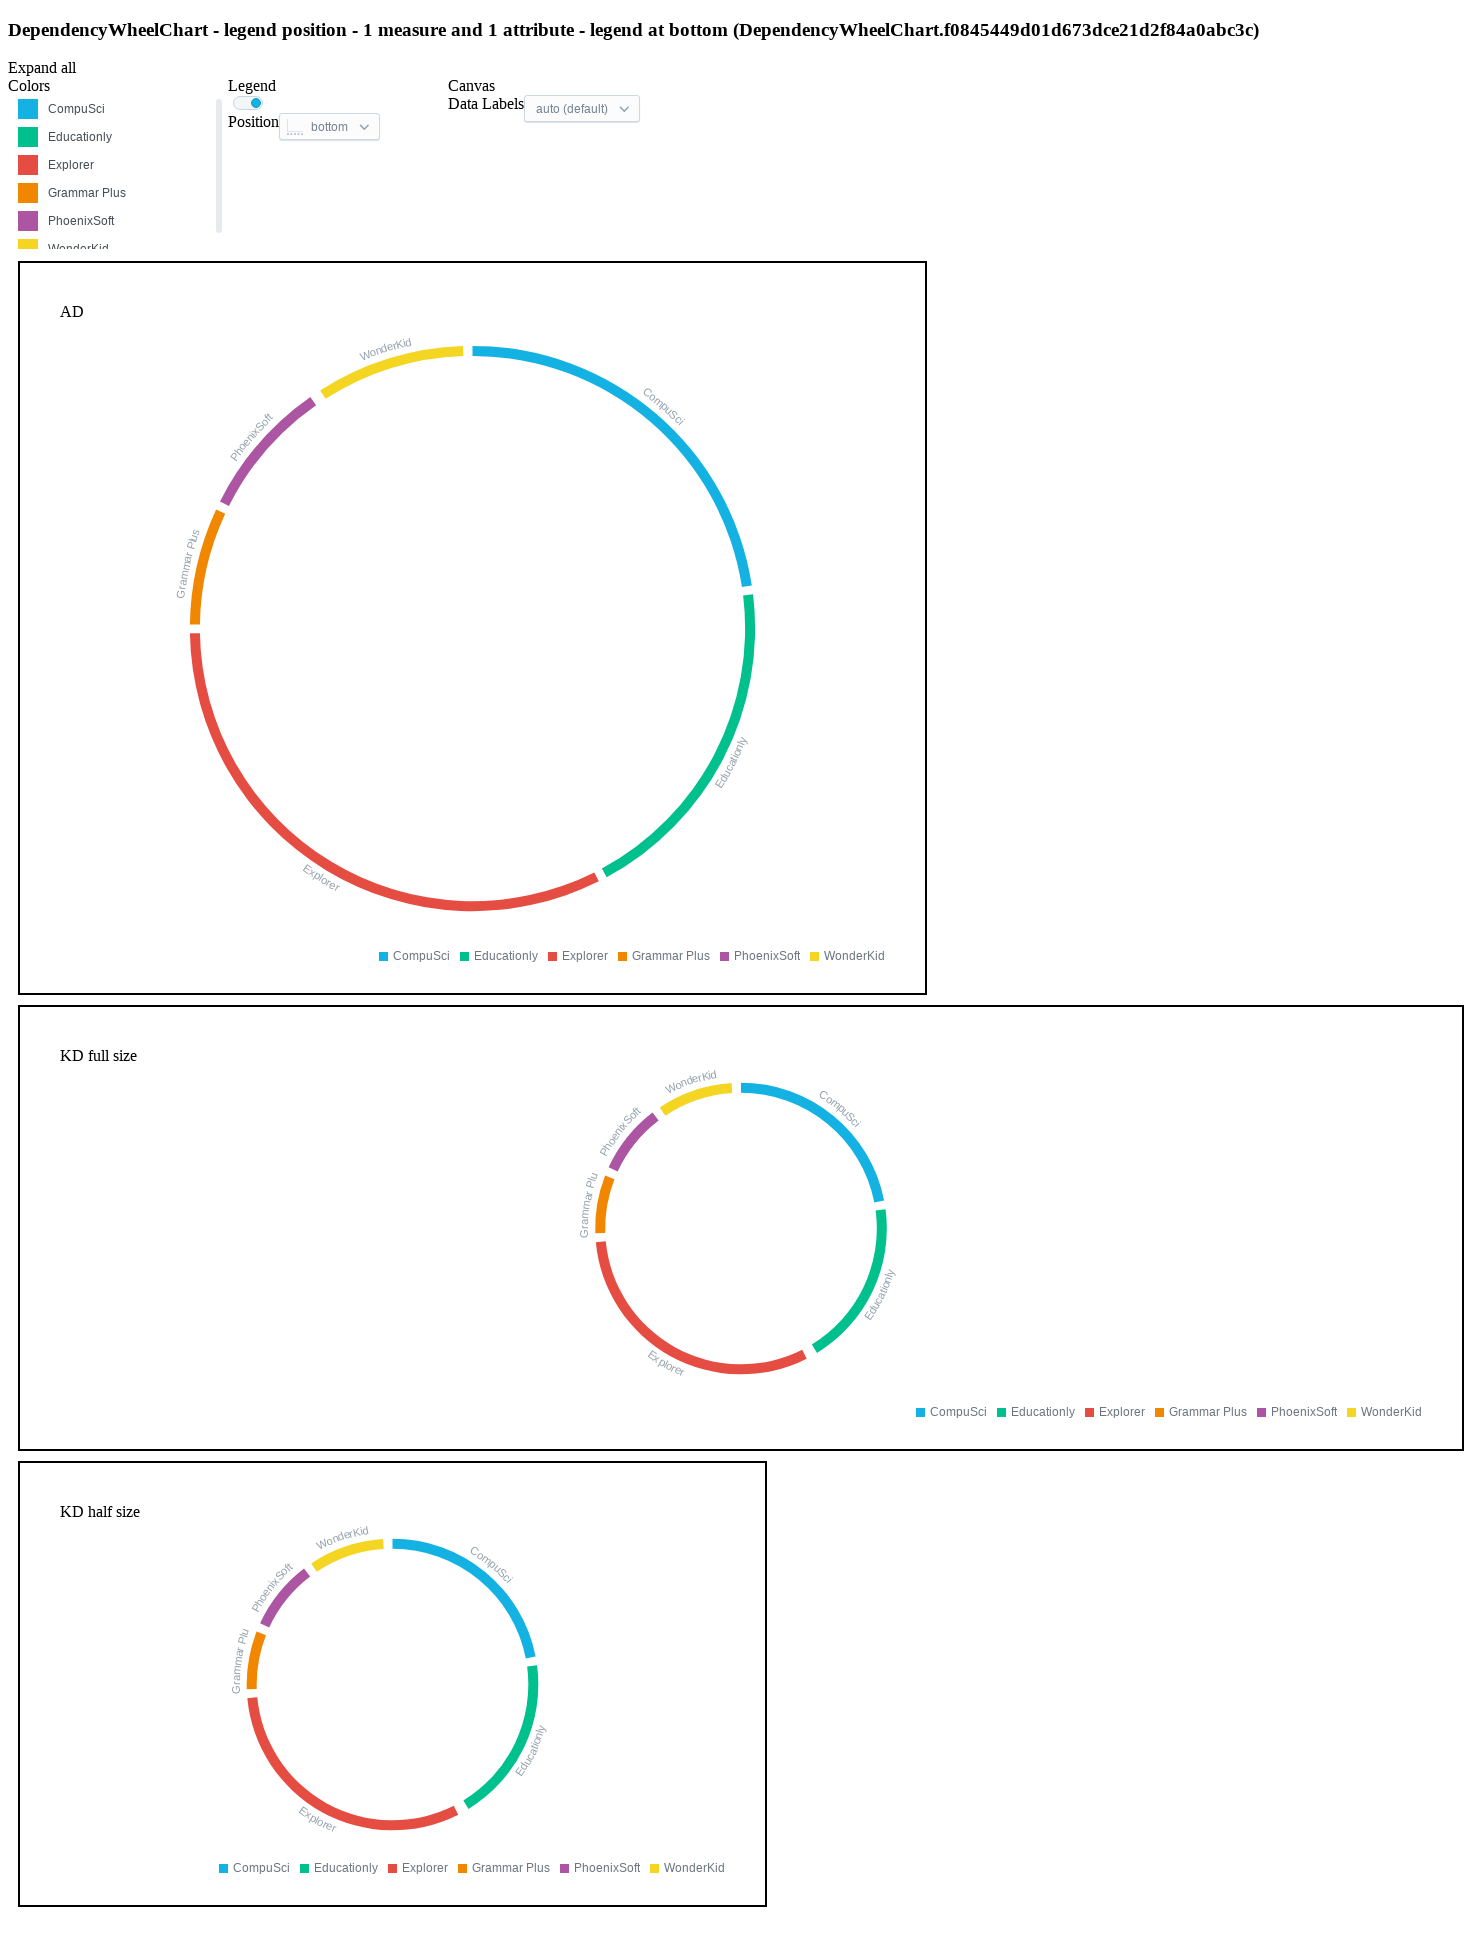 DependencyWheelChart - legend position - 1 measure and 1 attribute - legend at bottom (DependencyWheelChart.f0845449d01d673dce21d2f84a0abc3c)
Expand all
Colors
CompuSci
Educationly
Explorer
Grammar Plus
PhoenixSoft
WonderKid
Legend
Position
bottom
Canvas
Data Labels
auto (default)
AD
WonderKid
CompuSci
PhoenixSoft
Grammar Plus
Educationly
Explorer
CompuSci Educationly Explorer Grammar Plus PhoenixSoft WonderKid
KD full size
WonderKid
CompuSci
PhoenixSoft
Grammar Plu
Educationly
Explorer
CompuSci Educationly Explorer Grammar Plus PhoenixSoft WonderKid
KD half size
WonderKid
CompuSci
PhoenixSoft
Grammar Plu
Educationly
Explorer
CompuSci Educationly Explorer Grammar Plus PhoenixSoft WonderKid